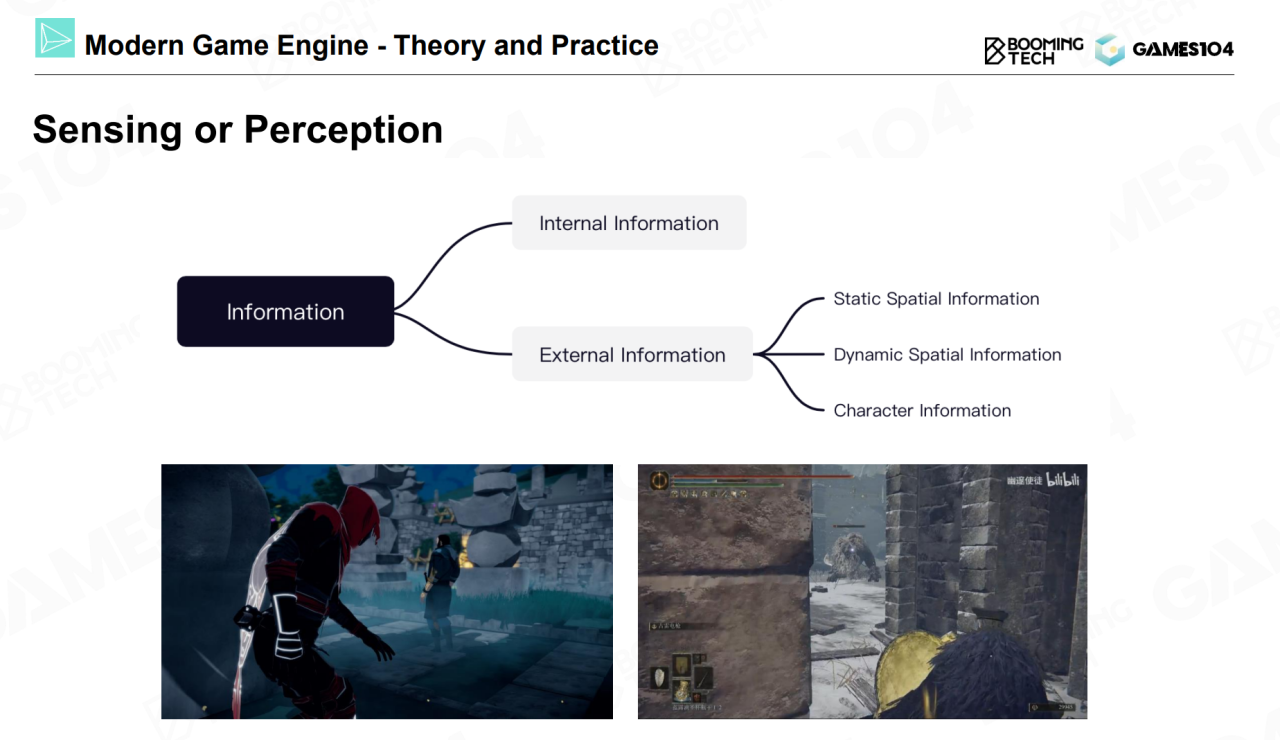 Modern Game Engine - Theory and Practice
BOOMING
TECH
GAMES104
Sensing or Perception
Information
Internal Information
External Information
Static Spatial Information
Dynamic Spatial Information
Character Information
幽邃使徒 bilibili